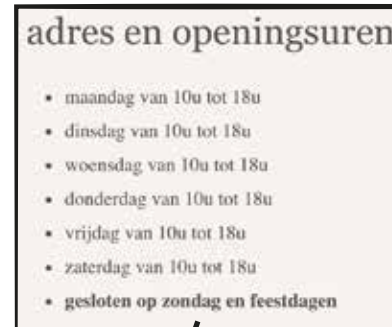 adres en openingsuren
• maandag van 10u tot 18u
• dinsdag van 10u tot 18u
• woensdag van 10u tot 18u
• donderdag van 10u tot 18u
• vrijdag van 10u tot 18u
• zaterdag van 10u tot 18u
• gesloten op zondag en feestdagen